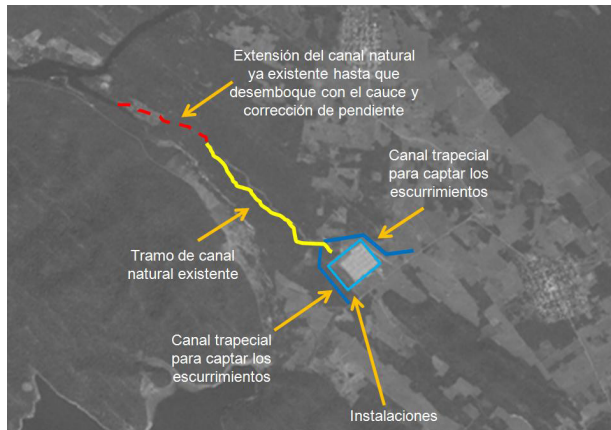 Extensión del canal natural
ya existente hasta que
desemboque con el cauce y
corrección de pendiente
Canal trapecial
para captar los
escurrimientos
Tramo de canal
natural existente
Canal trapecial
para captar los
escurrimientos
Instalaciones